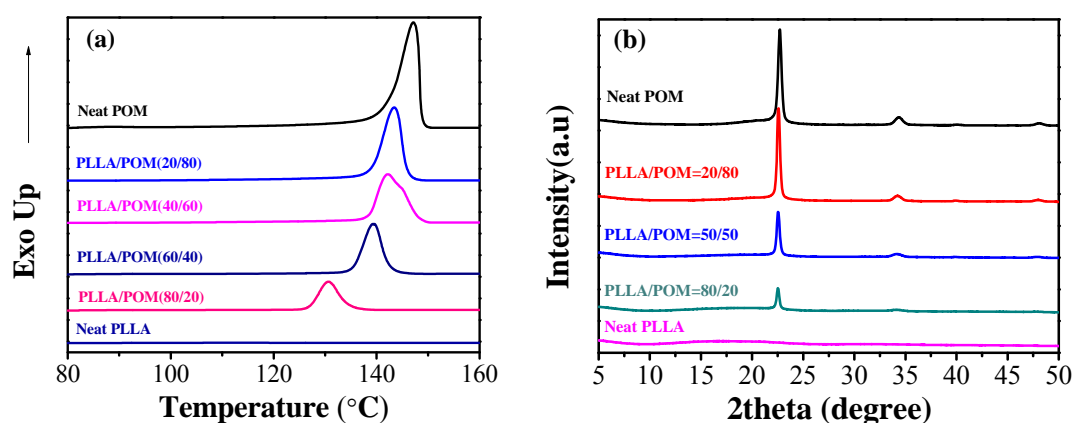 (a)
Exo Up
Neat POM
PLLA/POM(20/80)
PLLA/POM(40/60)
PLLA/POM(60/40)
PLLA/POM(80/20)
Neat PLLA
80 100 120 140 160
Temperature (°C)
(b)
Intensity(a.u)
Neat POM
PLLA/POM=20/80
PLLA/POM=50/50
PLLA/POM=80/20
Neat PLLA
5 10 15 20 25 30 35 40 45 50
2theta (degree)